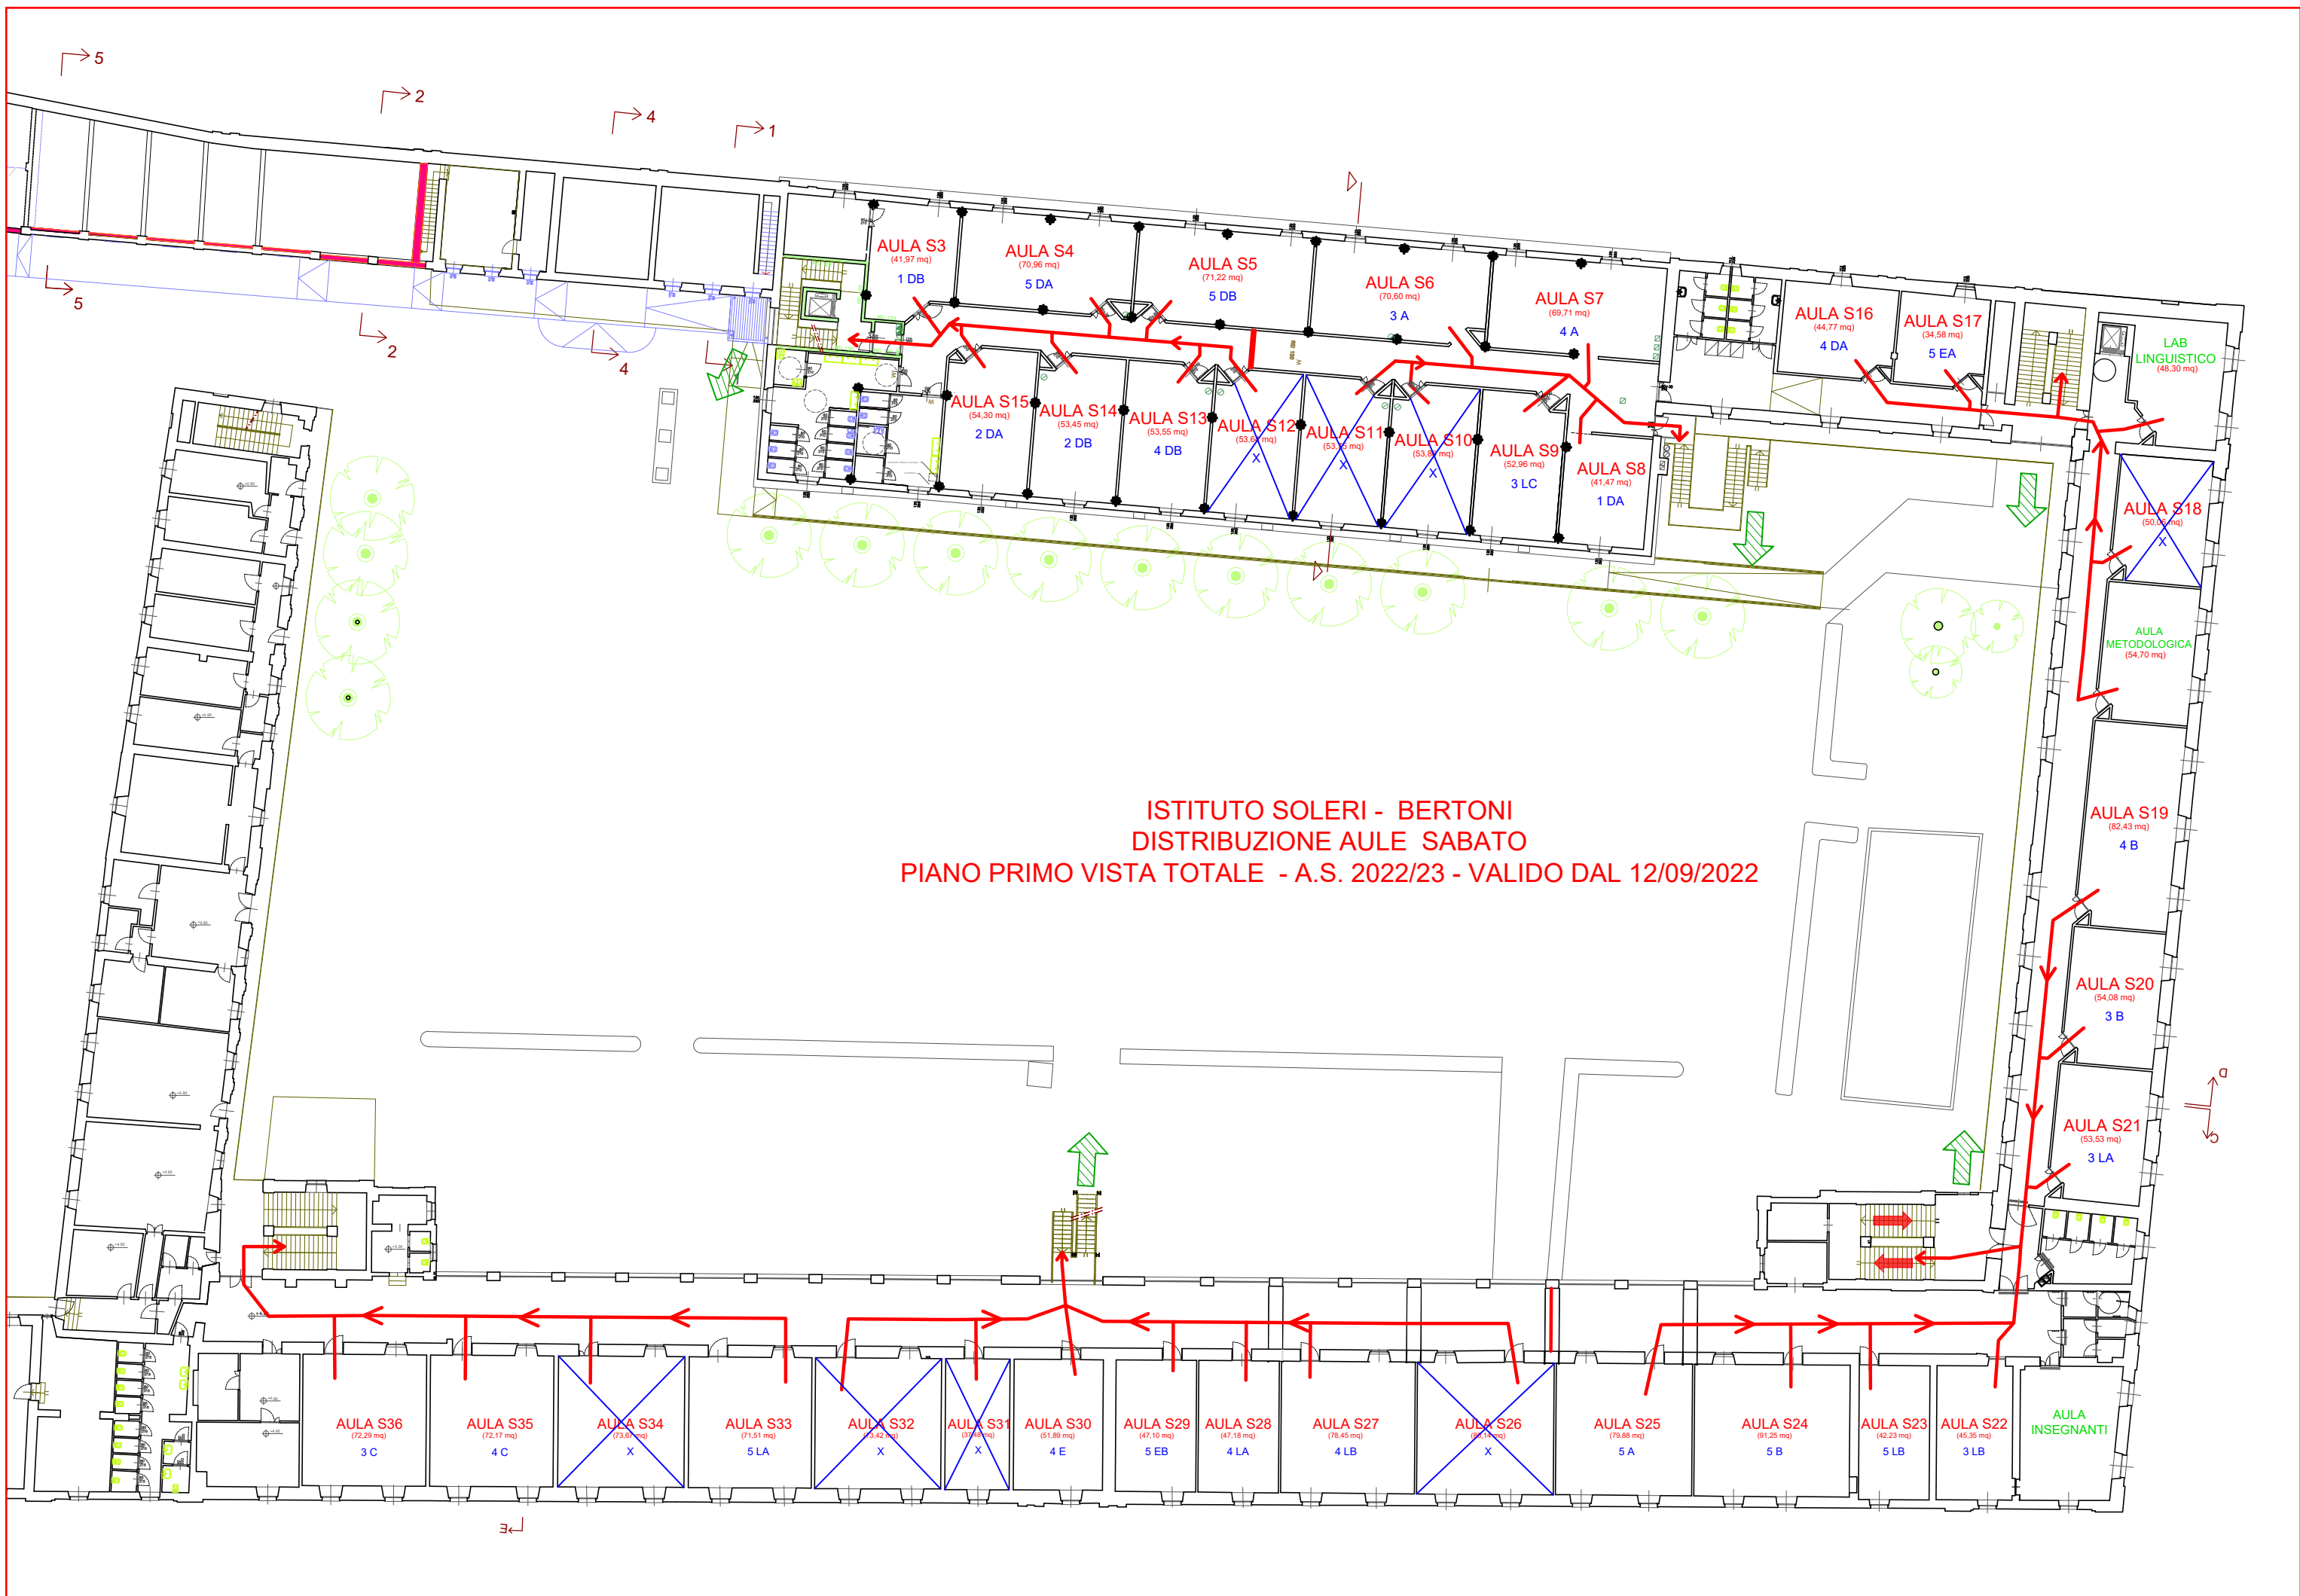 5
2
4
1
AULA S3
(41,97 mq)
1 DB
AULA S4
(70,96 mq)
5 DA
AULA S5
(71,22 mq)
5 DB
AULA S6
(70,60 mq)
3 A
AULA S7
(69,71 mq)
4 A
AULA S16
(44,77 mq)
4 DA
AULA S17
(34,58 mq)
5 EA
LAB
LINGUISTICO
(48,30 mq)
5
2
4
AULA S15
(54,30 mq)
2 DA
AULA S14
(53,45 mq)
2 DB
AULA S13
(53,55 mq)
4 DB
AULA S12
X
AULA S11
X
AULA S10
X
AULA S9
(52,96 mq)
3 LC
AULA S8
(41,47 mq)
1 DA
AULA S18
X
AULA
METODOLOGICA
(54,70 mq)
ISTITUTO SOLERI - BERTONI
DISTRIBUZIONE AULE SABATO
PIANO PRIMO VISTA TOTALE - A.S. 2022/23 - VALIDO DAL 12/09/2022
AULA S19
(82,43 mq)
4 B
AULA S20
(54,08 mq)
3 B
AULA S21
(53,53 mq)
3 LA
D
C
AULA S36
(72,29 mq)
3 C
AULA S35
(72,17 mq)
4 C
AULA S34
X
AULA S33
(71,51 mq)
5 LA
AULA S32
X
AULA S31
X
AULA S30
(51,89 mq)
4 E
AULA S29
(47,10 mq)
5 EB
AULA S28
(47,18 mq)
4 LA
AULA S27
(78,45 mq)
4 LB
AULA S26
X
AULA S25
(79,88 mq)
5 A
AULA S24
(91,25 mq)
5 B
AULA S23
(42,23 mq)
5 LB
AULA S22
(45,35 mq)
3 LB
AULA
INSEGNANTI
E